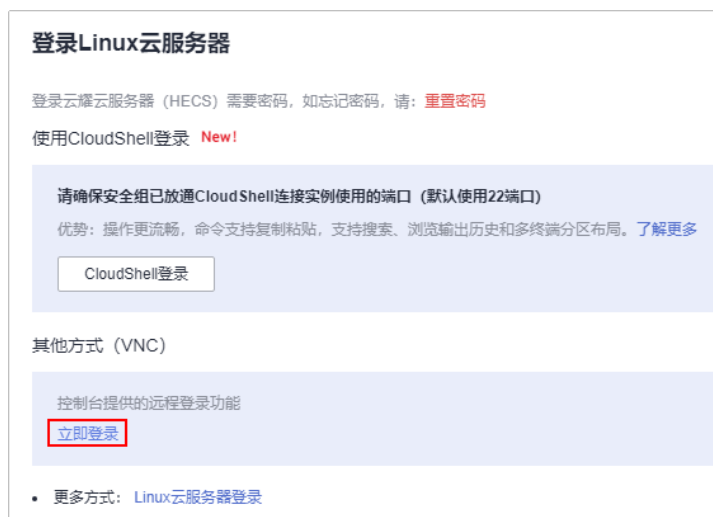 登录Linux云服务器
登录云耀云服务器（HECS）需要密码，如忘记密码，请：重置密码
使用CloudShell登录 New!
请确保安全组已放通CloudShell连接实例使用的端口（默认使用22端口）
优势：操作更流畅，命令支持复制粘贴，支持搜索、浏览输出历史和多终端分区布局。了解更多
CloudShell登录
其他方式（VNC）
控制台提供的远程登录功能
立即登录
• 更多方式： Linux云服务器登录